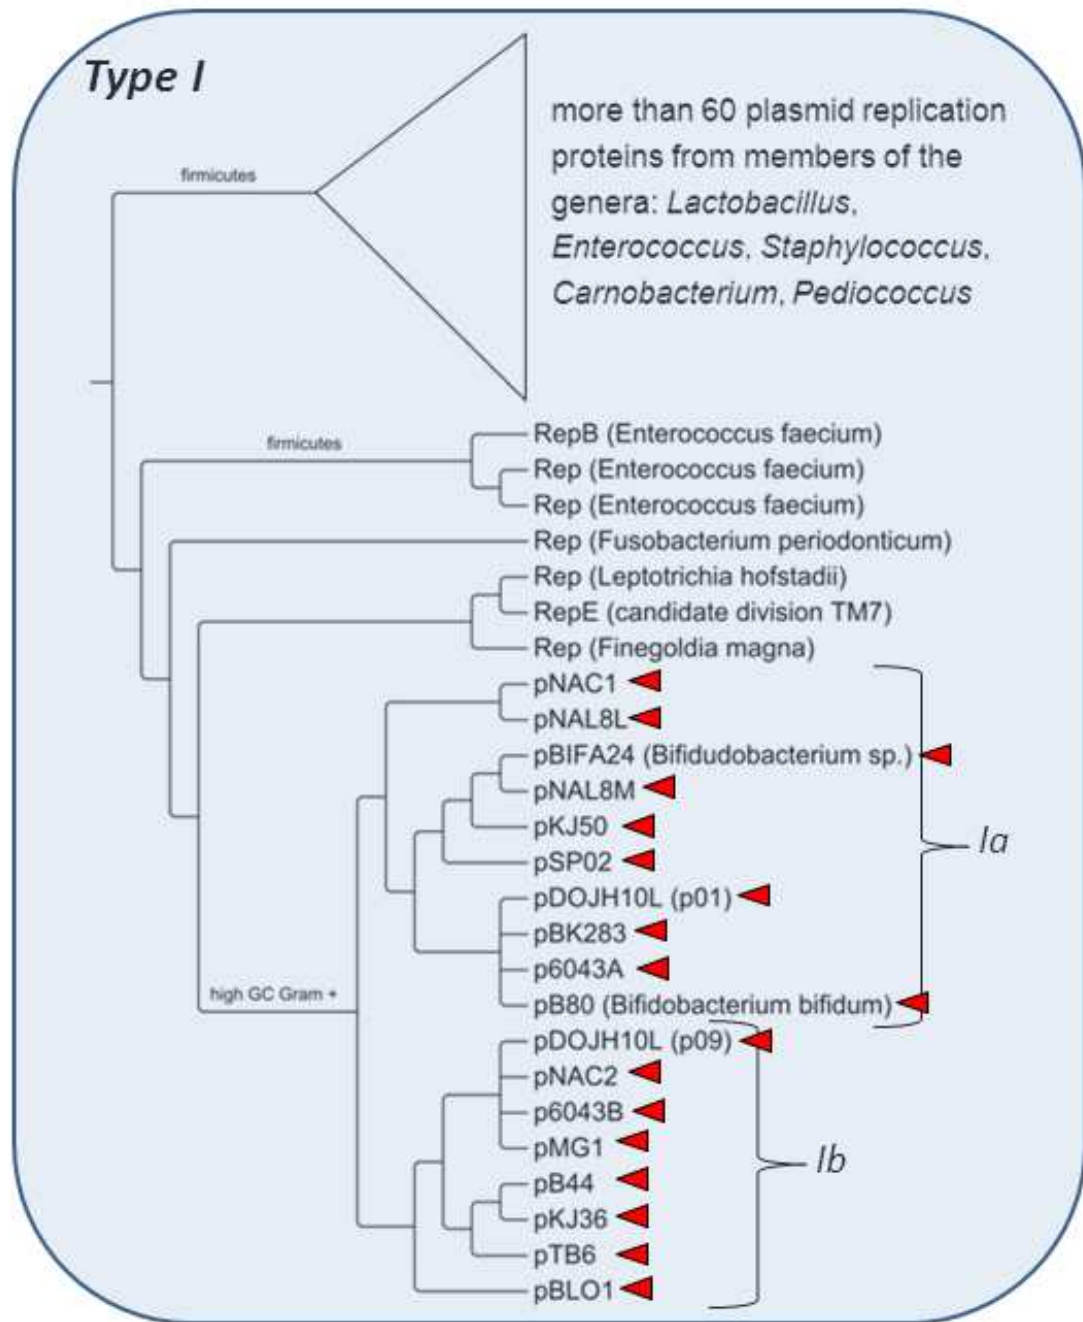 Type I
firmicutes
more than 60 plasmid replication
proteins from members of the
genera: Lactobacillus,
Enterococcus, Staphylococcus,
Carnobacterium, Pediococcus
firmicutes
RepB (Enterococcus faecium)
Rep (Enterococcus faecium)
Rep (Enterococcus faecium)
Rep (Fusobacterium periodonticum)
Rep (Leptotrichia hofstadii)
RepE (candidate division TM7)
Rep (Finegoldia magna)
pNAC1
pNAL8L
pBIFA24 (Bifidudobacterium sp.)
pNAL8M
pKJ50
pSP02
Ia
pDOJH10L (p01)
pBK283
p6043A
high GC Gram +
pB80 (Bifidobacterium bifidum)
pDOJH10L (p09)
pNAC2
p6043B
pMG1
Ib
pB44
pKJ36
pTB6
pBLO1